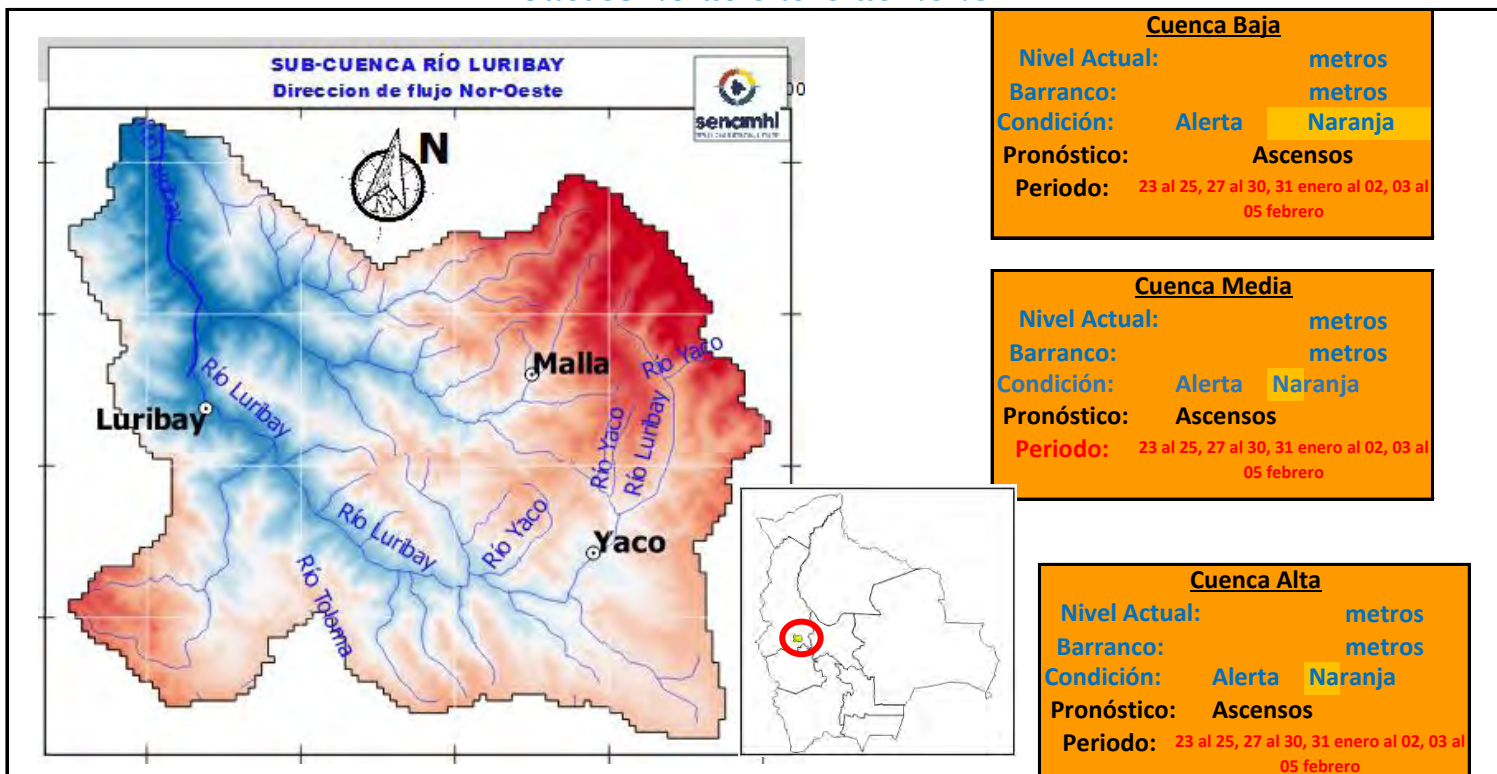 SUB-CUENCA RÍO LURIBAY
Direccion de flujo Nor-Oeste
senamhi
00
N
Río Luribay
Malla
Río Yaco
Luribay
Río Luribay
Río Yaco
Río Luribay
Río Luribay
Río Yaco
Yaco
Río Toloma
Cuenca Baja
Nivel Actual: metros
Barranco: metros
Condición: Alerta Naranja
Pronóstico: Ascensos
Periodo: 23 al 25, 27 al 30, 31 enero al 02, 03 al
05 febrero
Cuenca Media
Nivel Actual: metros
Barranco: metros
Condición: Alerta Naranja
Pronóstico: Ascensos
Periodo: 23 al 25, 27 al 30, 31 enero al 02, 03 al
05 febrero
Cuenca Alta
Nivel Actual: metros
Barranco: metros
Condición: Alerta Naranja
Pronóstico: Ascensos
Periodo: 23 al 25, 27 al 30, 31 enero al 02, 03 al
05 febrero